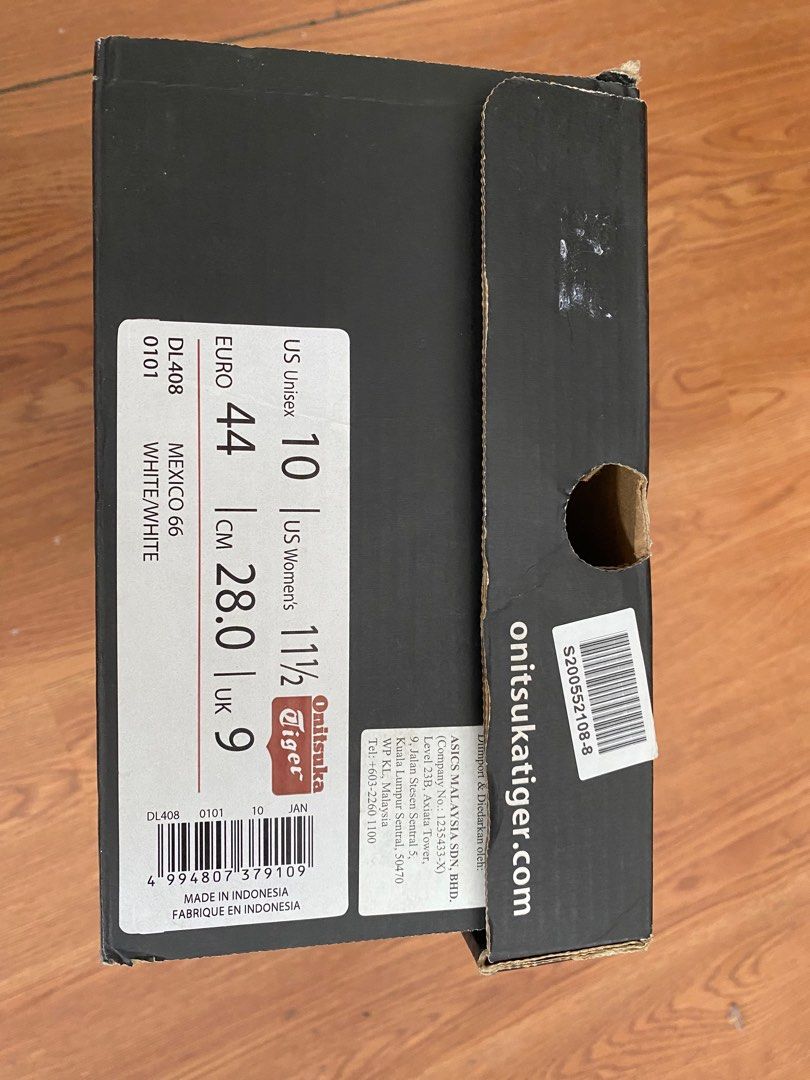 onitsukatiger.com
S200552108-8
Diimport & Diedarkan oleh:
ASICS MALAYSIA SDN. BHD.
(Company No.: 1235433-X)
Level 23B, Axiata Tower,
9, Jalan Stesen Sentral 5,
Kuala Lumpur Sentral, 50470
WP KL, Malaysia
Tel: +603-2260 1100
US Unisex 10 | US Women's 11½
Onitsuka
Tiger
EURO 44 | CM 28.0 | UK 9
DL408 MEXICO 66
0101 WHITE/WHITE
DL408 0101 10 JAN
4 994807 379109
MADE IN INDONESIA
FABRIQUE EN INDONESIA